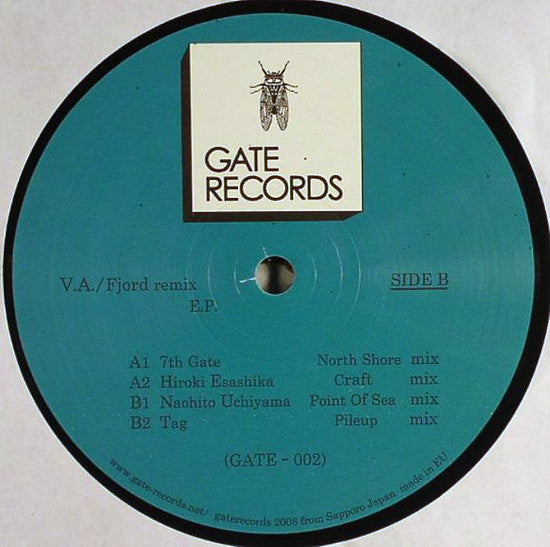 GATE
RECORDS
V.A./Fjord remix
E.P.
SIDE B
A1 7th Gate North Shore mix
A2 Hiroki Esashika Craft mix
B1 Naohito Uchiyama Point Of Sea mix
B2 Tag Pileup mix
(GATE - 002)
www.gate-records.net/ gaterecords 2008 from Sapporo Japan made in EU